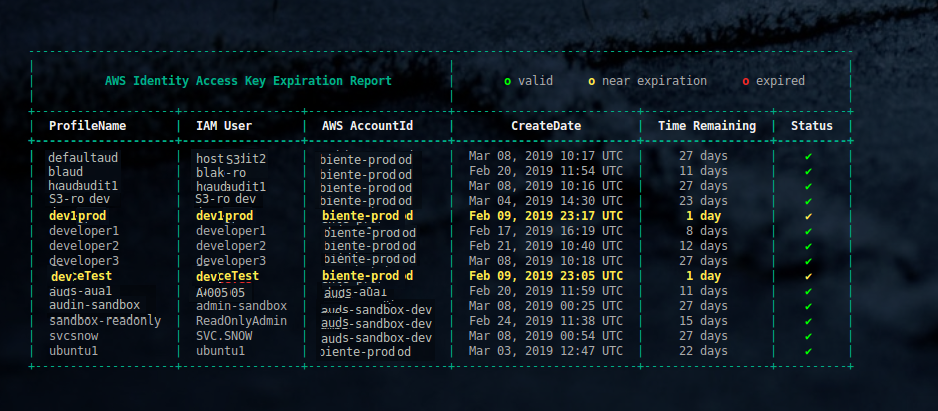 AWS Identity Access Key Expiration Report o valid o near expiration o expired
ProfileName IAM User AWS AccountId CreateDate Time Remaining Status
defaultaud hostS3it2 biente-prod od Mar 08, 2019 10:17 UTC 27 days ✔
blaud blak-ro biente-prod od Feb 20, 2019 11:54 UTC 11 days ✔
haudaudit1 haudaudit1 biente-prod od Mar 08, 2019 10:16 UTC 27 days ✔
S3-ro dev S3-ro dev biente-prod od Mar 04, 2019 14:30 UTC 23 days ✔
dev1prod dev1prod biente-prod d Feb 09, 2019 23:17 UTC 1 day ✔
developer1 developer1 biente-prod od Feb 17, 2019 16:19 UTC 8 days ✔
developer2 developer2 biente-prod od Feb 21, 2019 10:40 UTC 12 days ✔
developer3 developer3 biente-prod od Mar 08, 2019 10:18 UTC 27 days ✔
biente-prod d Feb 09, 2019 23:05 UTC 1 day ✔
auds-aua1 auds-aua1 Feb 20, 2019 11:59 UTC 11 days ✔
audin-sandbox admin-sandbox auds-sandbox-dev Mar 08, 2019 00:25 UTC 27 days ✔
sandbox-readonly ReadOnlyAdmin auds-sandbox-dev Feb 24, 2019 11:38 UTC 15 days ✔
svcsnow SVC.SNOW auds-sandbox-dev Mar 08, 2019 00:54 UTC 27 days ✔
ubuntu1 ubuntu1 biente-prod od Mar 03, 2019 12:47 UTC 22 days ✔